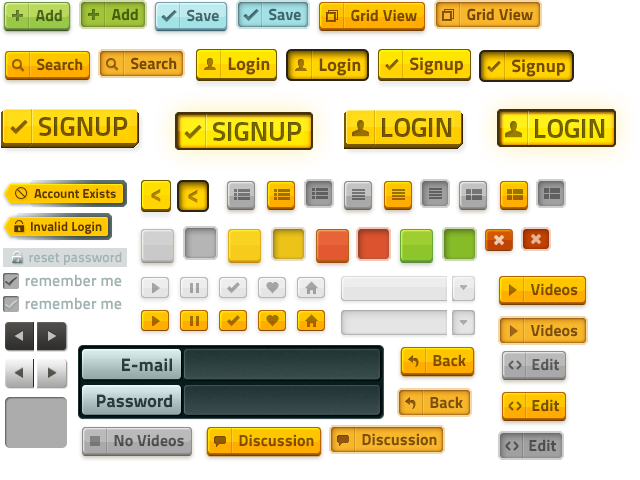 Add Add Save Save Grid View Grid View
Search Search Login Login Signup Signup
SIGNUP SIGNUP LOGIN LOGIN
Account Exists
Invalid Login
reset password
remember me
remember me
Videos
Videos
E-mail
Back
Edit
Password
Back
Edit
No Videos Discussion Discussion
Edit